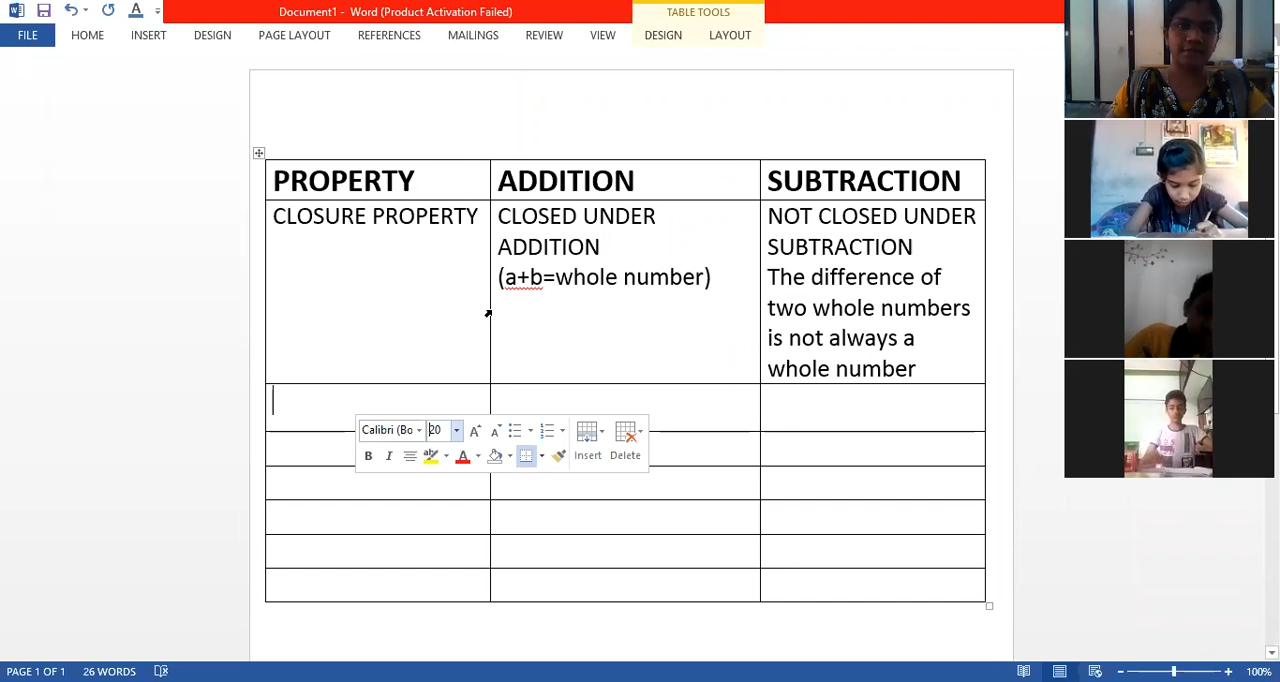 Document1 - Word (Product Activation Failed)
TABLE TOOLS
FILE HOME INSERT DESIGN PAGE LAYOUT REFERENCES MAILINGS REVIEW VIEW DESIGN LAYOUT
PROPERTY ADDITION SUBTRACTION
CLOSURE PROPERTY CLOSED UNDER NOT CLOSED UNDER
ADDITION SUBTRACTION
(a+b=whole number) The difference of
two whole numbers
is not always a
whole number
Calibri (Bo 20
Insert Delete
PAGE 1 OF 1 26 WORDS 100%